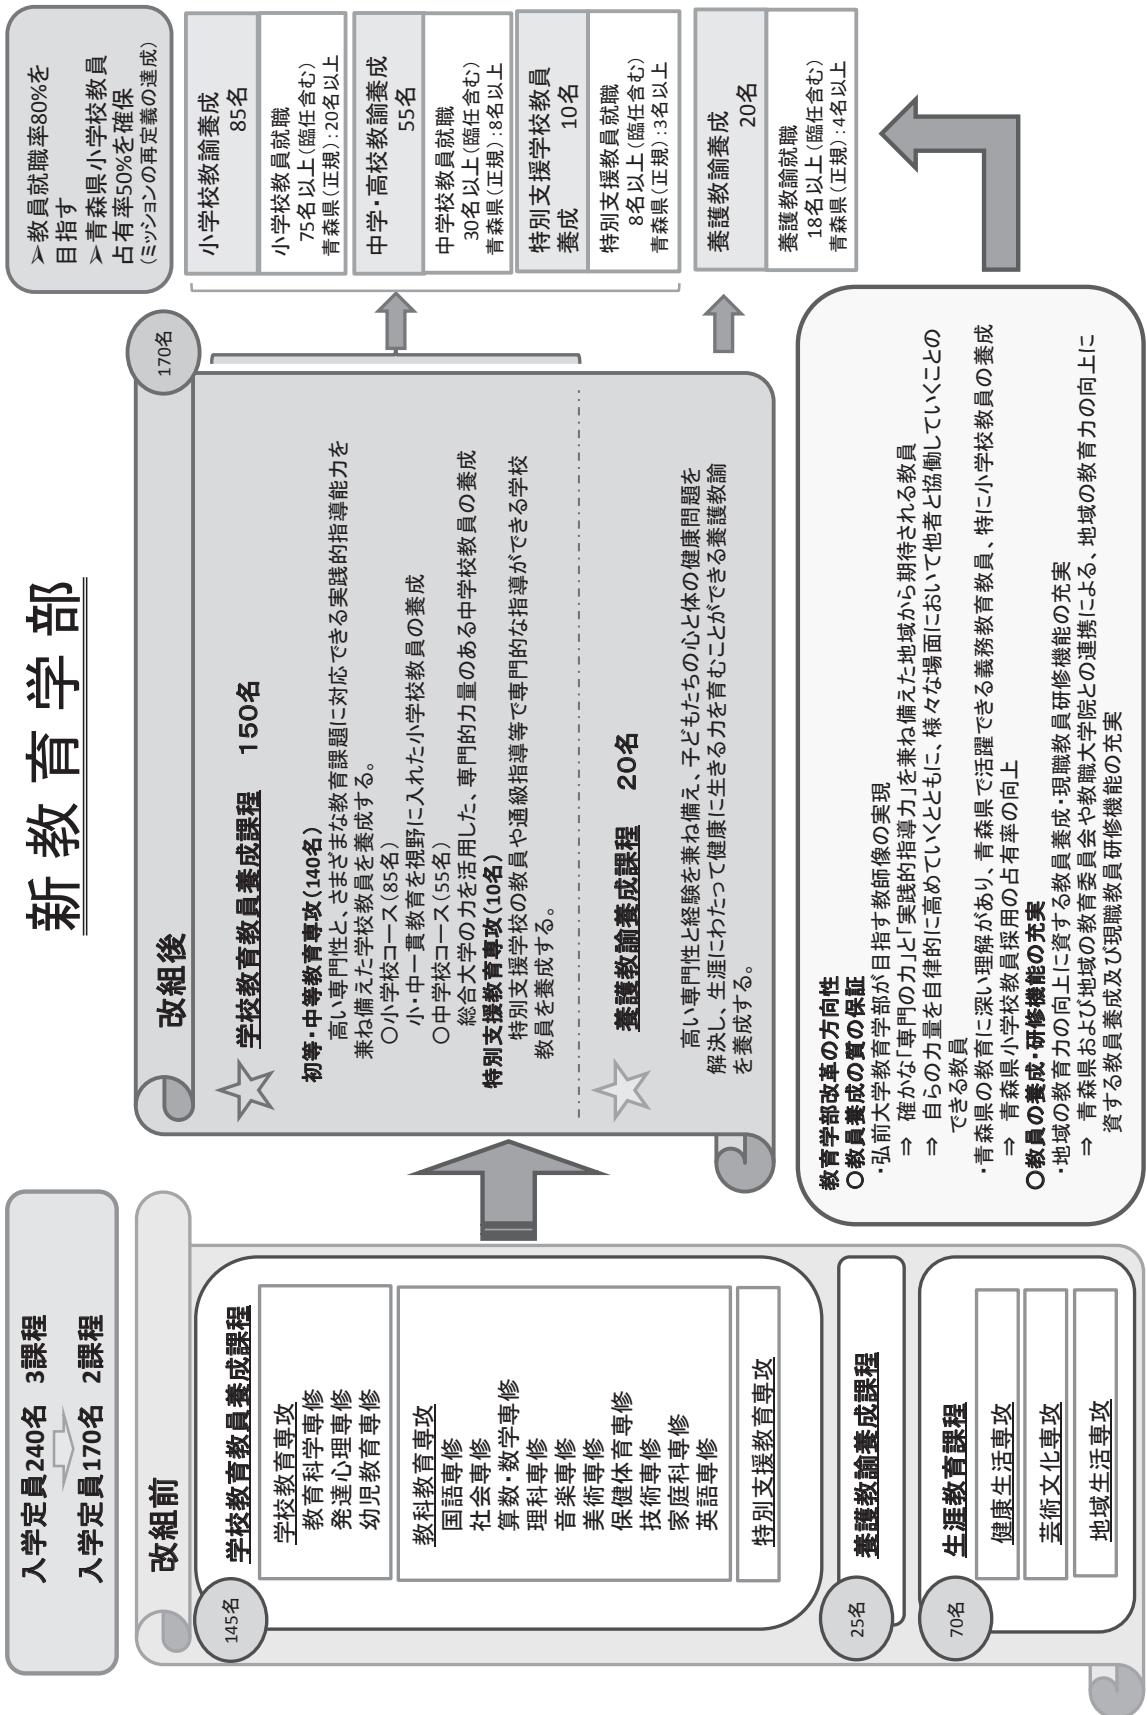 新教育学部
入学定員240名 3課程
入学定員170名 2課程
改組前
145名
学校教育教員養成課程
学校教育専攻
教育科学専修
発達心理専修
幼児教育専修
教科教育専攻
国語専修
社会専修
算数・数学専修
理科専修
音楽専修
美術専修
保健体育専修
技術専修
家庭科専修
英語専修
特別支援教育専攻
25名
養護教諭養成課程
70名
生涯教育課程
健康生活専攻
芸術文化専攻
地域生活専攻
改組後
170名
学校教育教員養成課程 150名
初等・中等教育専攻(140名)
高い専門性と、さまざまな教育課題に対応できる実践的指導能力を
兼ね備えた学校教員を養成する。
○小学校コース(85名)
小・中一貫教育を視野に入れた小学校教員の養成
○中学校コース(55名)
総合大学の力を活用した、専門的力量のある中学校教員の養成
特別支援教育専攻(10名)
特別支援学校の教員や通級指導等で専門的な指導ができる学校
教員を養成する。
養護教諭養成課程 20名
高い専門性と経験を兼ね備え、子どもたちの心と体の健康問題を
解決し、生涯にわたって健康に生きる力を育むことができる養護教諭
を養成する。
➢教員就職率80%を
目指す
➢青森県小学校教員
占有率50%を確保
(ミッションの再定義の達成)
小学校教諭養成
85名
小学校教員就職
75名以上(臨任含む)
青森県(正規):20名以上
中学・高校教諭養成
55名
中学校教員就職
30名以上(臨任含む)
青森県(正規):8名以上
特別支援学校教員
養成 10名
特別支援教員就職
8名以上(臨任含む)
青森県(正規):3名以上
養護教諭養成
20名
養護教諭就職
18名以上(臨任含む)
青森県(正規):4名以上
教育学部改革の方向性
○教員養成の質の保証
・弘前大学教育学部が目指す教師像の実現
⇒ 確かな「専門の力」と「実践的指導力」を兼ね備えた地域から期待される教員
⇒ 自らの力量を自律的に高めていくとともに、様々な場面において他者と協働していくことの
できる教員
・青森県の教育に深い理解があり、青森県で活躍できる義務教育教員、特に小学校教員の養成
⇒ 青森県小学校教員採用の占有率の向上
○教員の養成・研修機能の充実
・地域の教育力の向上に資する教員養成・現職教員研修機能の充実
⇒ 青森県および地域の教育委員会や教職大学院との連携による、地域の教育力の向上に
資する教員養成及び現職教員研修機能の充実